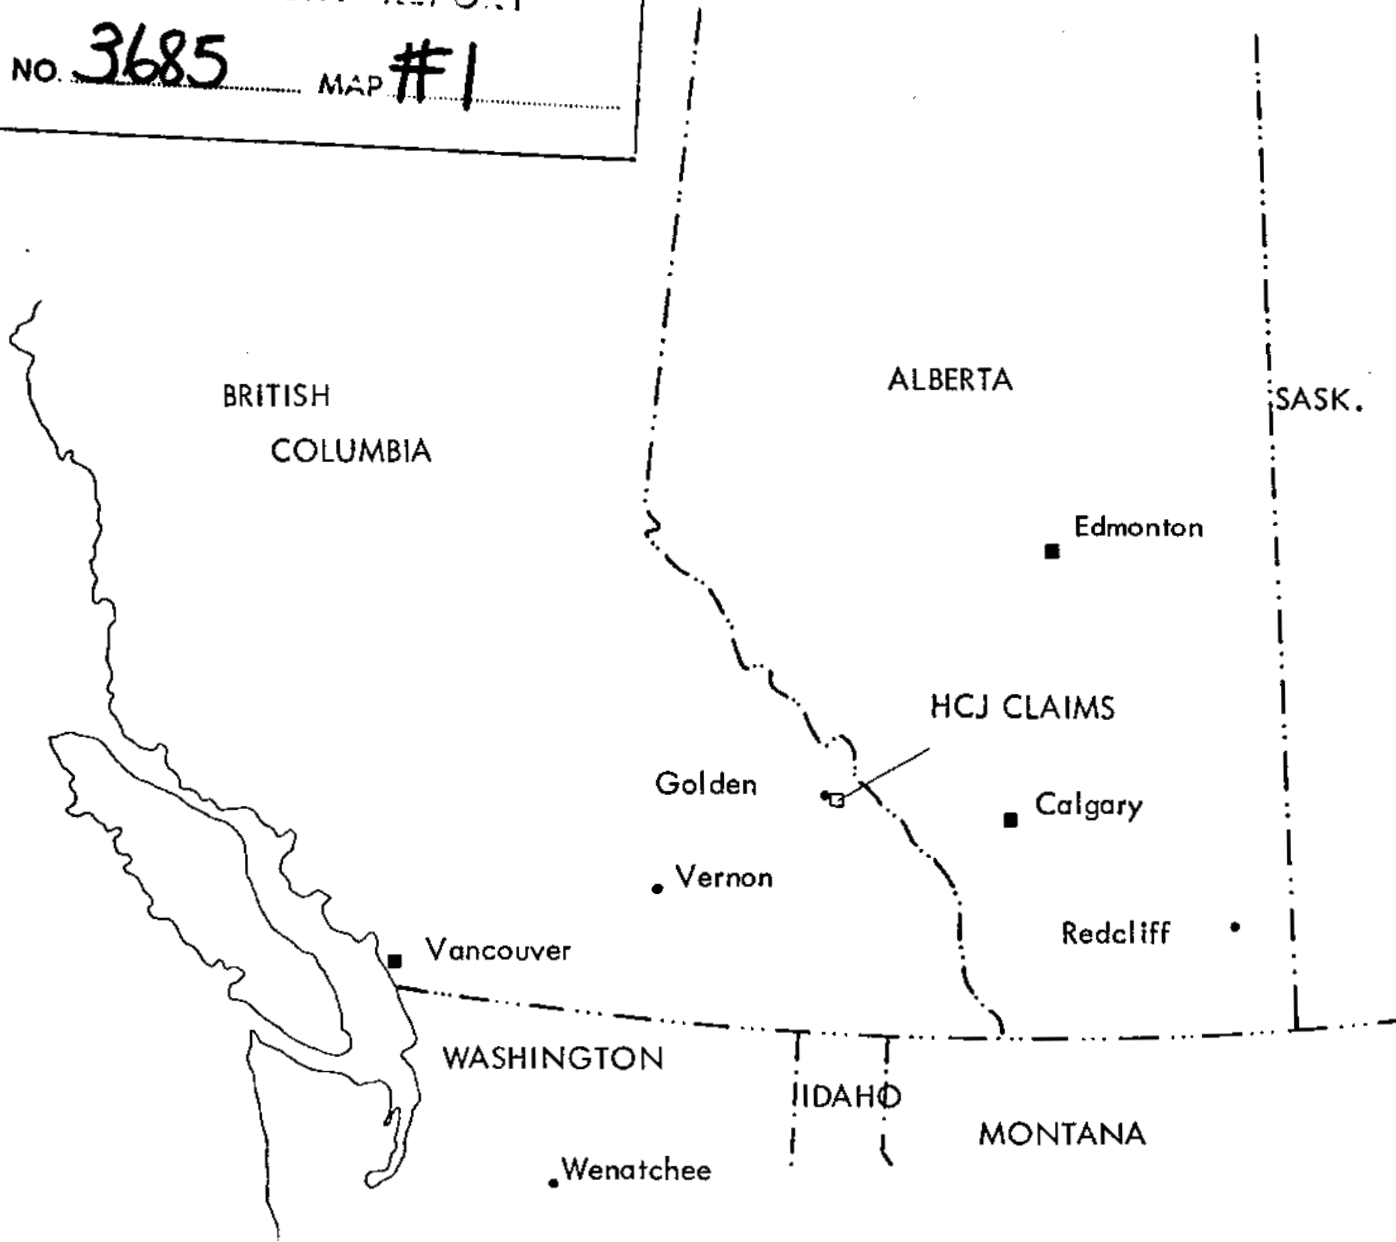 REPORT
NO. 3685 MAP #1
BRITISH
COLUMBIA
ALBERTA
SASK.
Edmonton
HCJ CLAIMS
Golden
Calgary
Vernon
Redcliff
Vancouver
WASHINGTON
IDAHO
MONTANA
Wenatchee